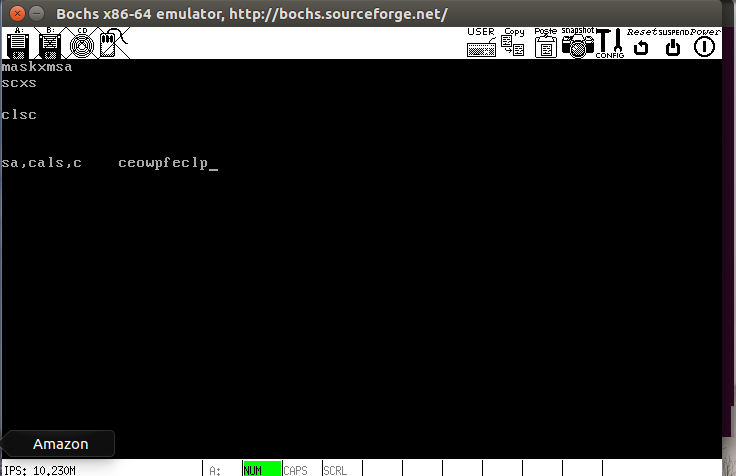 Bochs x86-64 emulator, http://bochs.sourceforge.net/
A: B: CD USER Copy Paste snapshot CONFIG Reset SUSPEND Power
maskxmsa
scxs
clsc
sa,cals,c    ceowpfeclp_
Amazon
IPS: 10.230M A: NUM CAPS SCRL